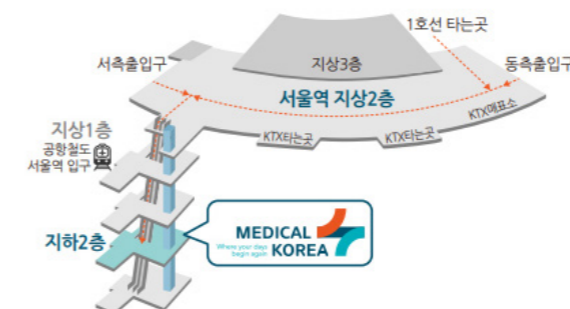 1호선 타는곳
지상3층
서측출입구
동측출입구
서울역 지상2층
KTX매표소
KTX타는곳
KTX타는곳
지상1층
공항철도
서울역 입구
지하2층
MEDICAL
KOREA
Where your days
begin again